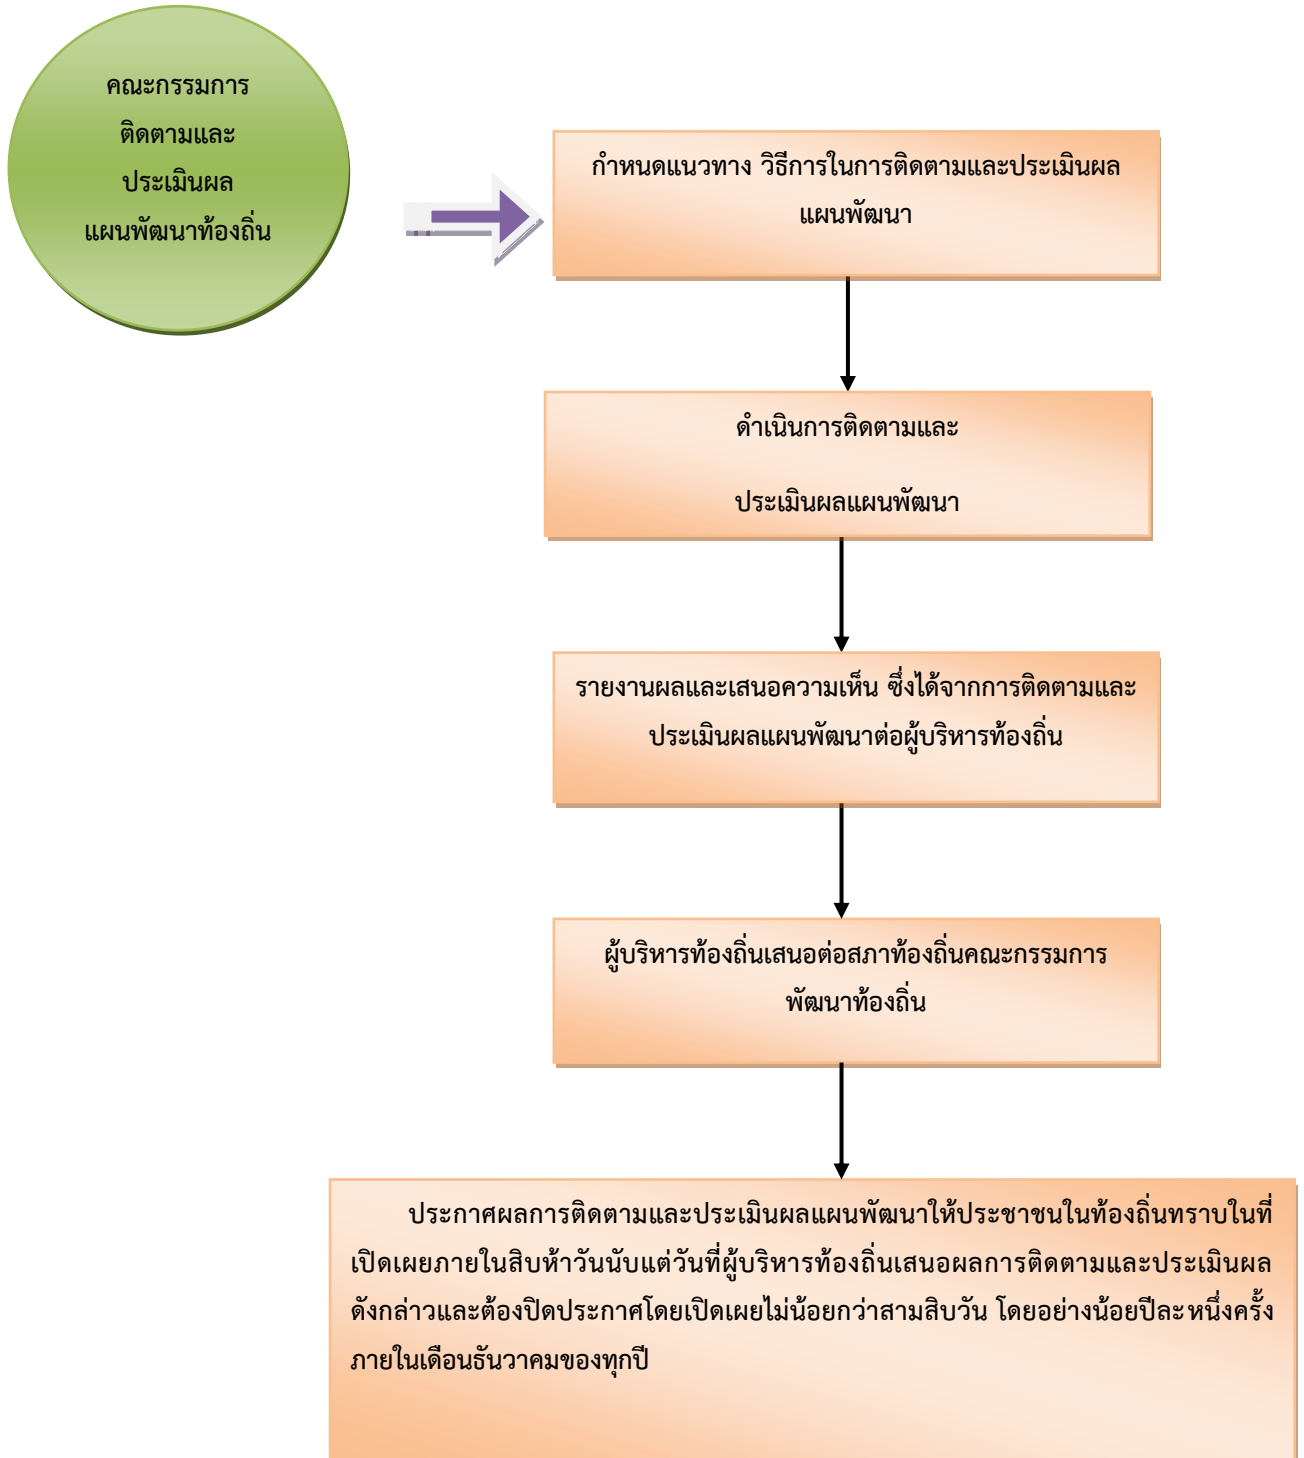 คณะกรรมการ
ติดตามและ
ประเมินผล
แผนพัฒนาท้องถิ่น
กำหนดแนวทาง วิธีการในการติดตามและประเมินผล
แผนพัฒนา
ดำเนินการติดตามและ
ประเมินผลแผนพัฒนา
รายงานผลและเสนอความเห็น ซึ่งได้จากการติดตามและ
ประเมินผลแผนพัฒนาต่อผู้บริหารท้องถิ่น
ผู้บริหารท้องถิ่นเสนอต่อสภาท้องถิ่นคณะกรรมการ
พัฒนาท้องถิ่น
ประกาศผลการติดตามและประเมินผลแผนพัฒนาให้ประชาชนในท้องถิ่นทราบในที่
เปิดเผยภายในสิบห้าวันนับแต่วันที่ผู้บริหารท้องถิ่นเสนอผลการติดตามและประเมินผล
ดังกล่าวและต้องปิดประกาศโดยเปิดเผยไม่น้อยกว่าสามสิบวัน โดยอย่างน้อยปีละหนึ่งครั้ง
ภายในเดือนธันวาคมของทุกปี